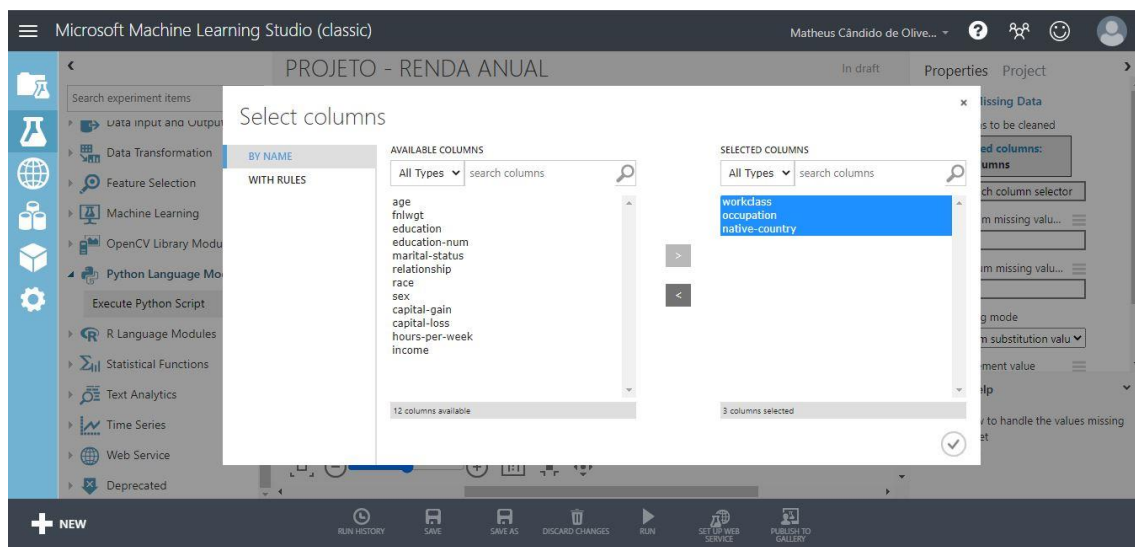 Microsoft Machine Learning Studio (classic)
Matheus Cândido de Olive...
PROJETO - RENDA ANUAL
In draft
Properties Project
Search experiment items
Data Input and Outpu
Data Transformation
Feature Selection
Machine Learning
OpenCV Library Modu
Python Language Mo
Execute Python Script
R Language Modules
Statistical Functions
Text Analytics
Time Series
Web Service
Deprecated
Select columns
BY NAME
WITH RULES
AVAILABLE COLUMNS
All Types search columns
age
fnlwgt
education
education-num
marital-status
relationship
race
sex
capital-gain
capital-loss
hours-per-week
income
12 columns available
SELECTED COLUMNS
All Types search columns
workclass
occupation
native-country
3 columns selected
lissing Data
s to be cleaned
ed columns:
umns
ch column selector
m missing valu...
um missing valu...
g mode
m substitution valu
ement value
elp
v to handle the values missing
et
1:1
NEW
RUN HISTORY
SAVE
SAVE AS
DISCARD CHANGES
RUN
SET UP WEB SERVICE
PUBLISH TO GALLERY